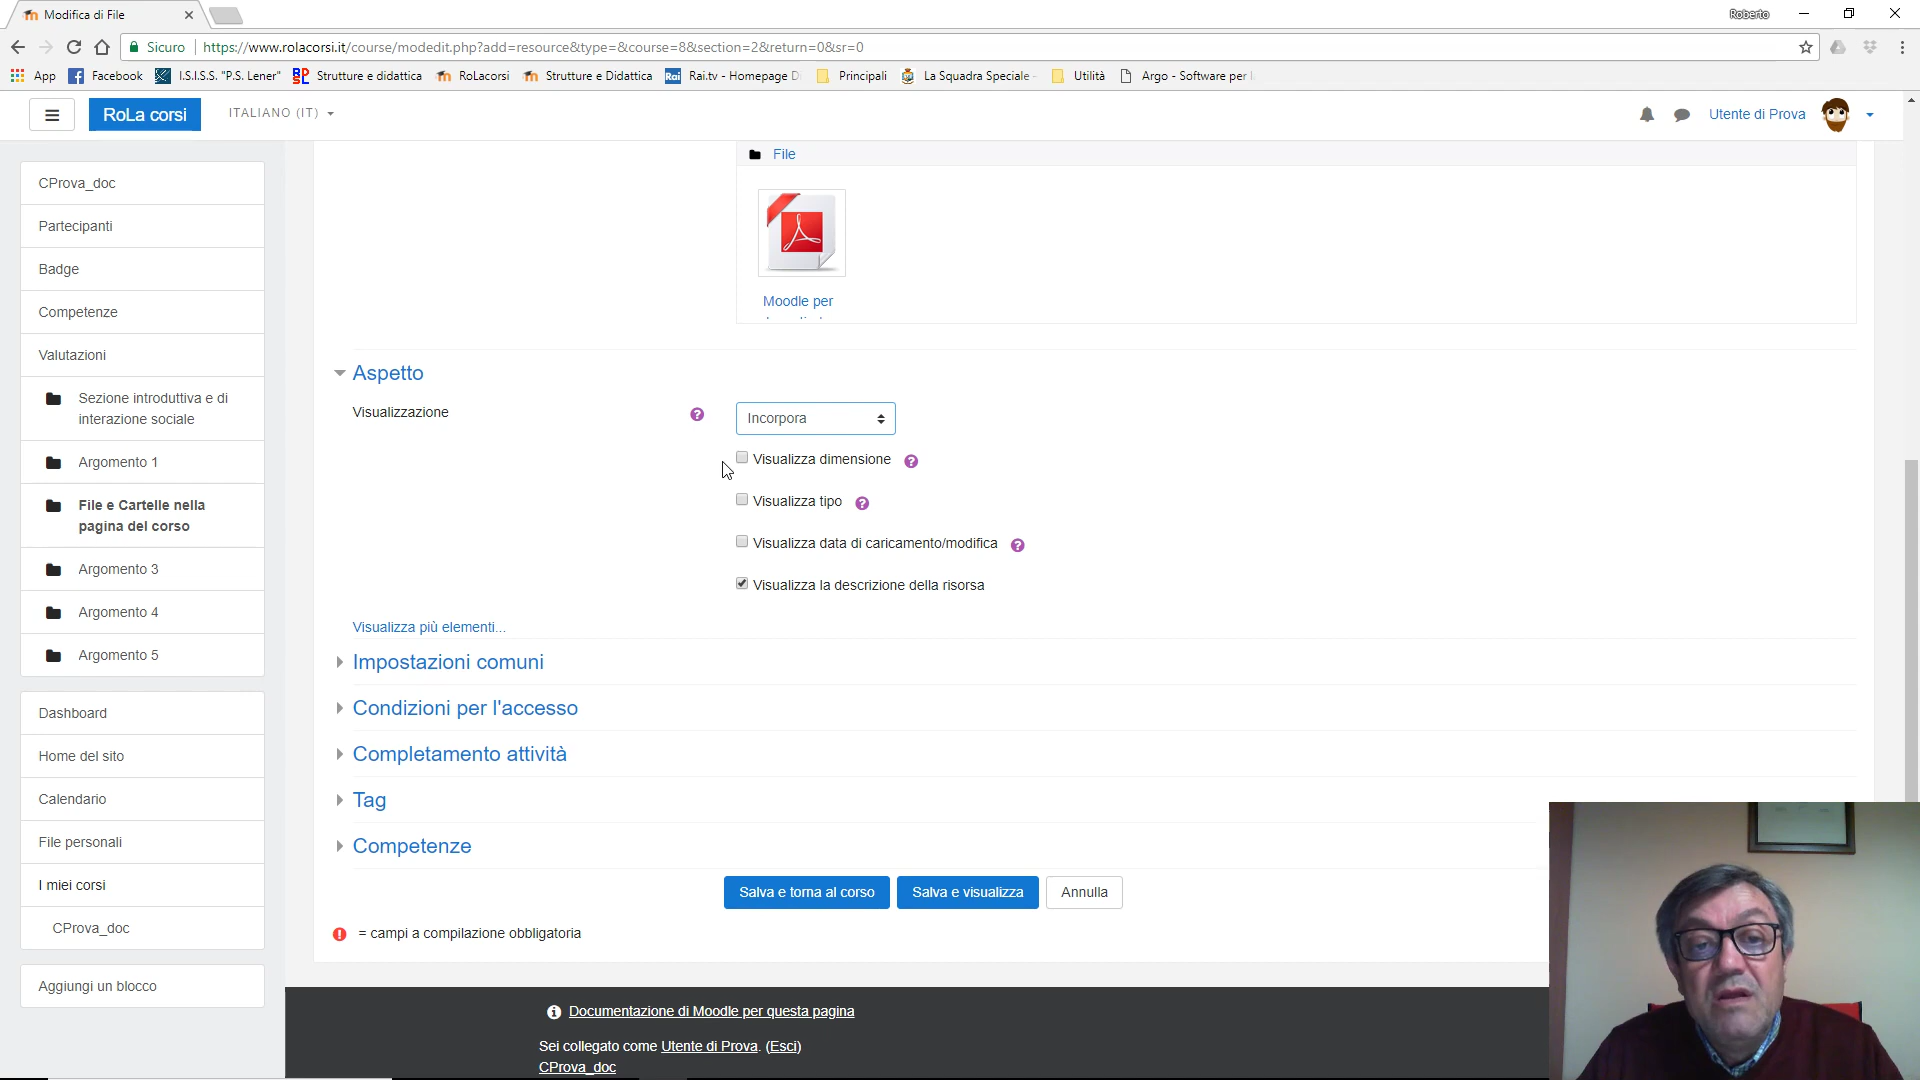 Modifica di File
Roberto
Sicuro
https://www.rolacorsi.it/course/modedit.php?add=resource&type=&course=8&section=2&return=0&sr=0
App
Facebook
I.S.I.S.S. "P.S. Lener"
Strutture e didattica
RoLacorsi
Strutture e Didattica
Rai
Rai.tv - Homepage
Principali
La Squadra Speciale
Utilità
Argo - Software per
RoLa corsi
ITALIANO (IT)
Utente di Prova
CProva_doc
Partecipanti
Badge
Competenze
Valutazioni
Sezione introduttiva e di
interazione sociale
Argomento 1
File e Cartelle nella
pagina del corso
Argomento 3
Argomento 4
Argomento 5
Dashboard
Home del sito
Calendario
File personali
I miei corsi
CProva_doc
Aggiungi un blocco
File
Moodle per
Aspetto
Visualizzazione
Incorpora
Visualizza dimensione
Visualizza tipo
Visualizza data di caricamento/modifica
Visualizza la descrizione della risorsa
Visualizza più elementi...
Impostazioni comuni
Condizioni per l'accesso
Completamento attività
Tag
Competenze
Salva e torna al corso
Salva e visualizza
Annulla
= campi a compilazione obbligatoria
Documentazione di Moodle per questa pagina
Sei collegato come Utente di Prova. (Esci)
CProva_doc